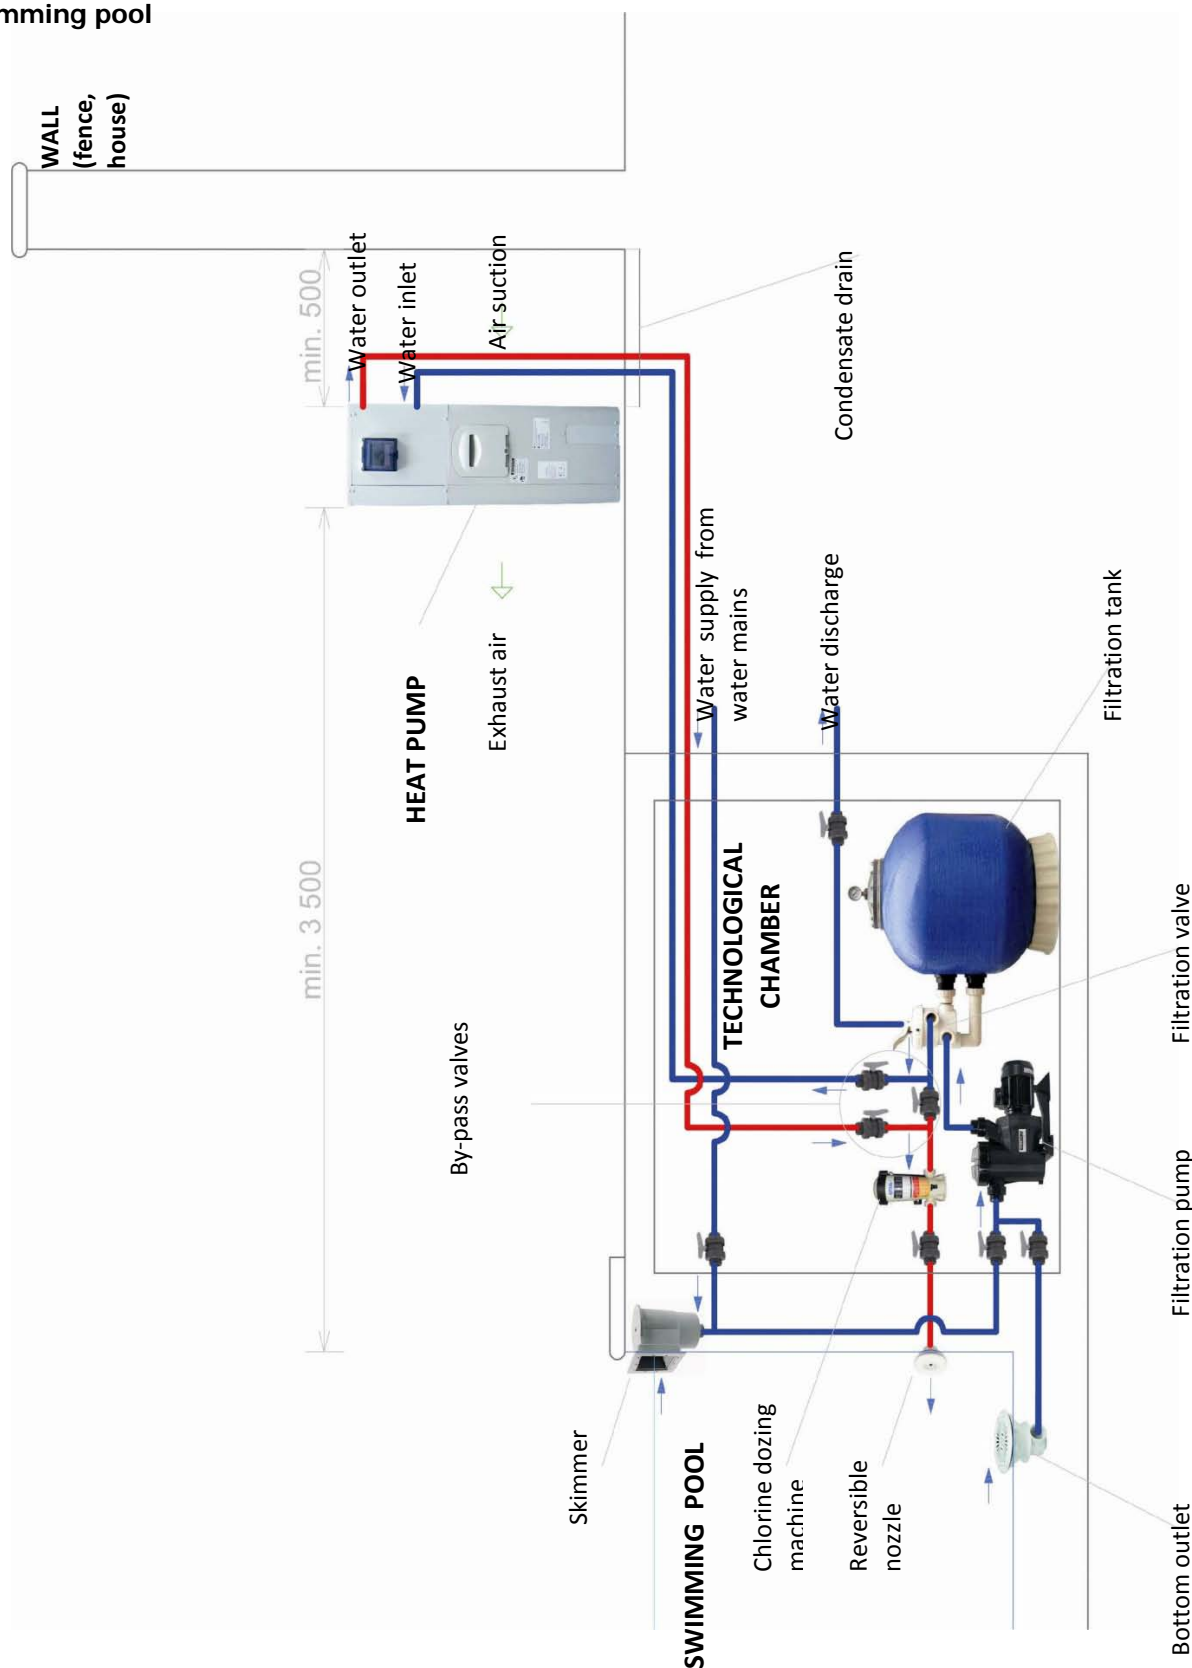 mming pool
WALL
(fence,
house)
min. 500
Water outlet
Water inlet
Air suction
Condensate drain
min. 3 500
HEAT PUMP
Exhaust air
Water supply from
water mains
Water discharge
Filtration tank
By-pass valves
TECHNOLOGICAL
CHAMBER
Filtration valve
Filtration pump
Skimmer
SWIMMING POOL
Chlorine dozing
machine
Reversible
nozzle
Bottom outlet